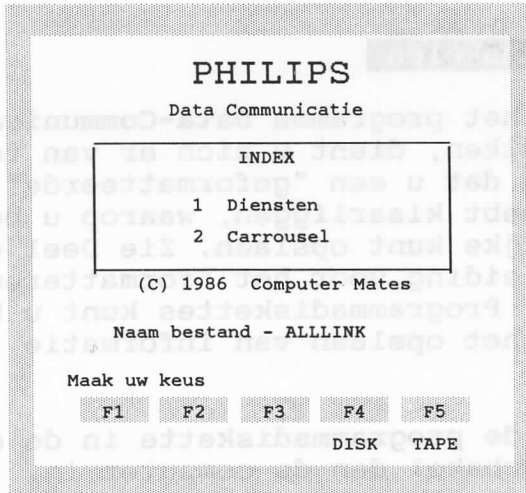 PHILIPS
Data Communicatie
INDEX
1 Diensten
2 Carrousel
(C) 1986 Computer Mates
Naam bestand - ALLLINK
Maak uw keus
F1 F2 F3 F4 F5
DISK TAPE